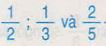 1/2 ; 1/3 và 2/5.